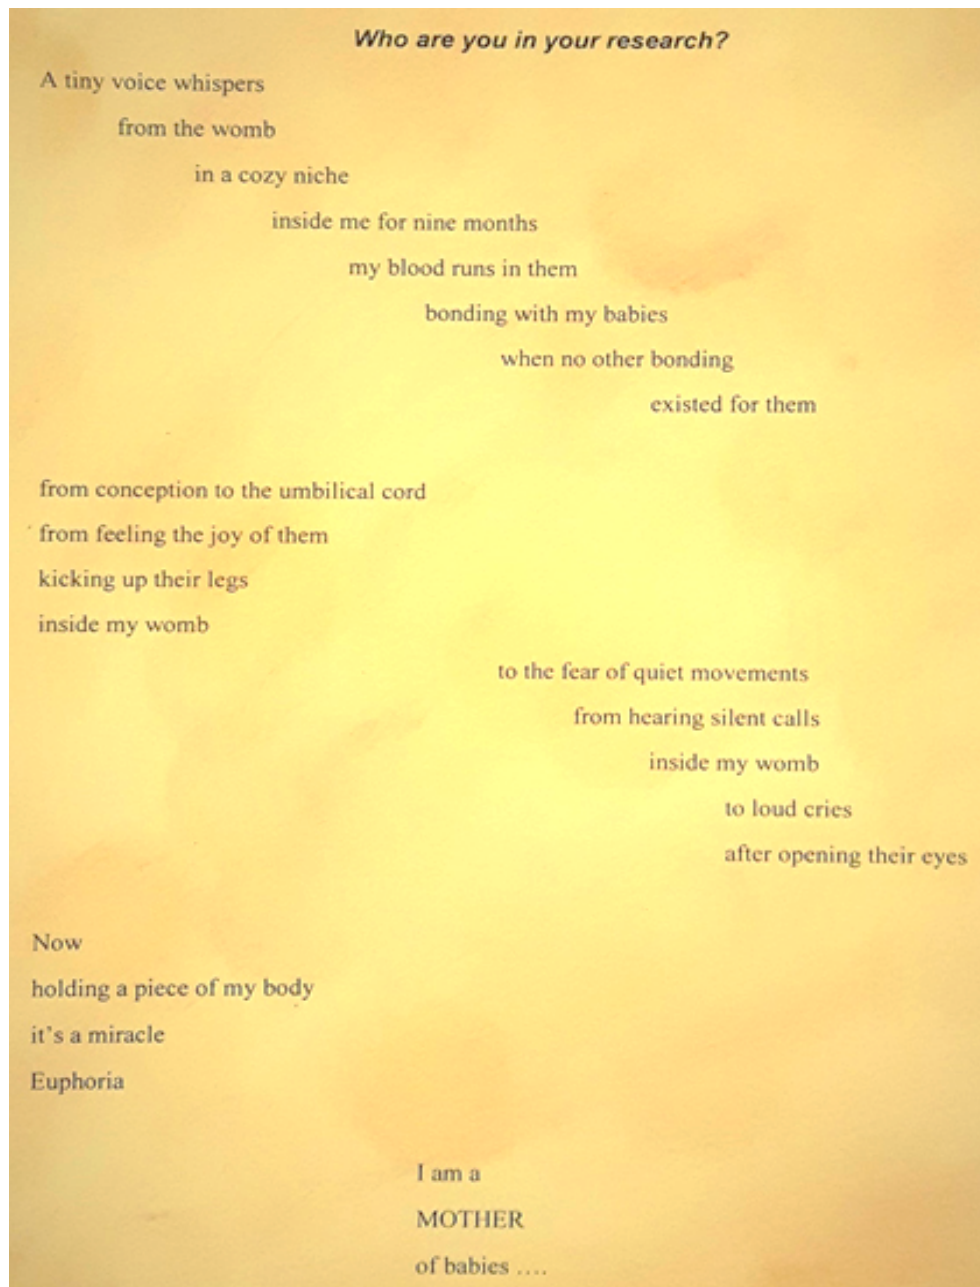 Who are you in your research?
A tiny voice whispers
from the womb
in a cozy niche
inside me for nine months
my blood runs in them
bonding with my babies
when no other bonding
existed for them
from conception to the umbilical cord
from feeling the joy of them
kicking up their legs
inside my womb
to the fear of quiet movements
from hearing silent calls
inside my womb
to loud cries
after opening their eyes
Now
holding a piece of my body
it's a miracle
Euphoria
I am a
MOTHER
of babies ….